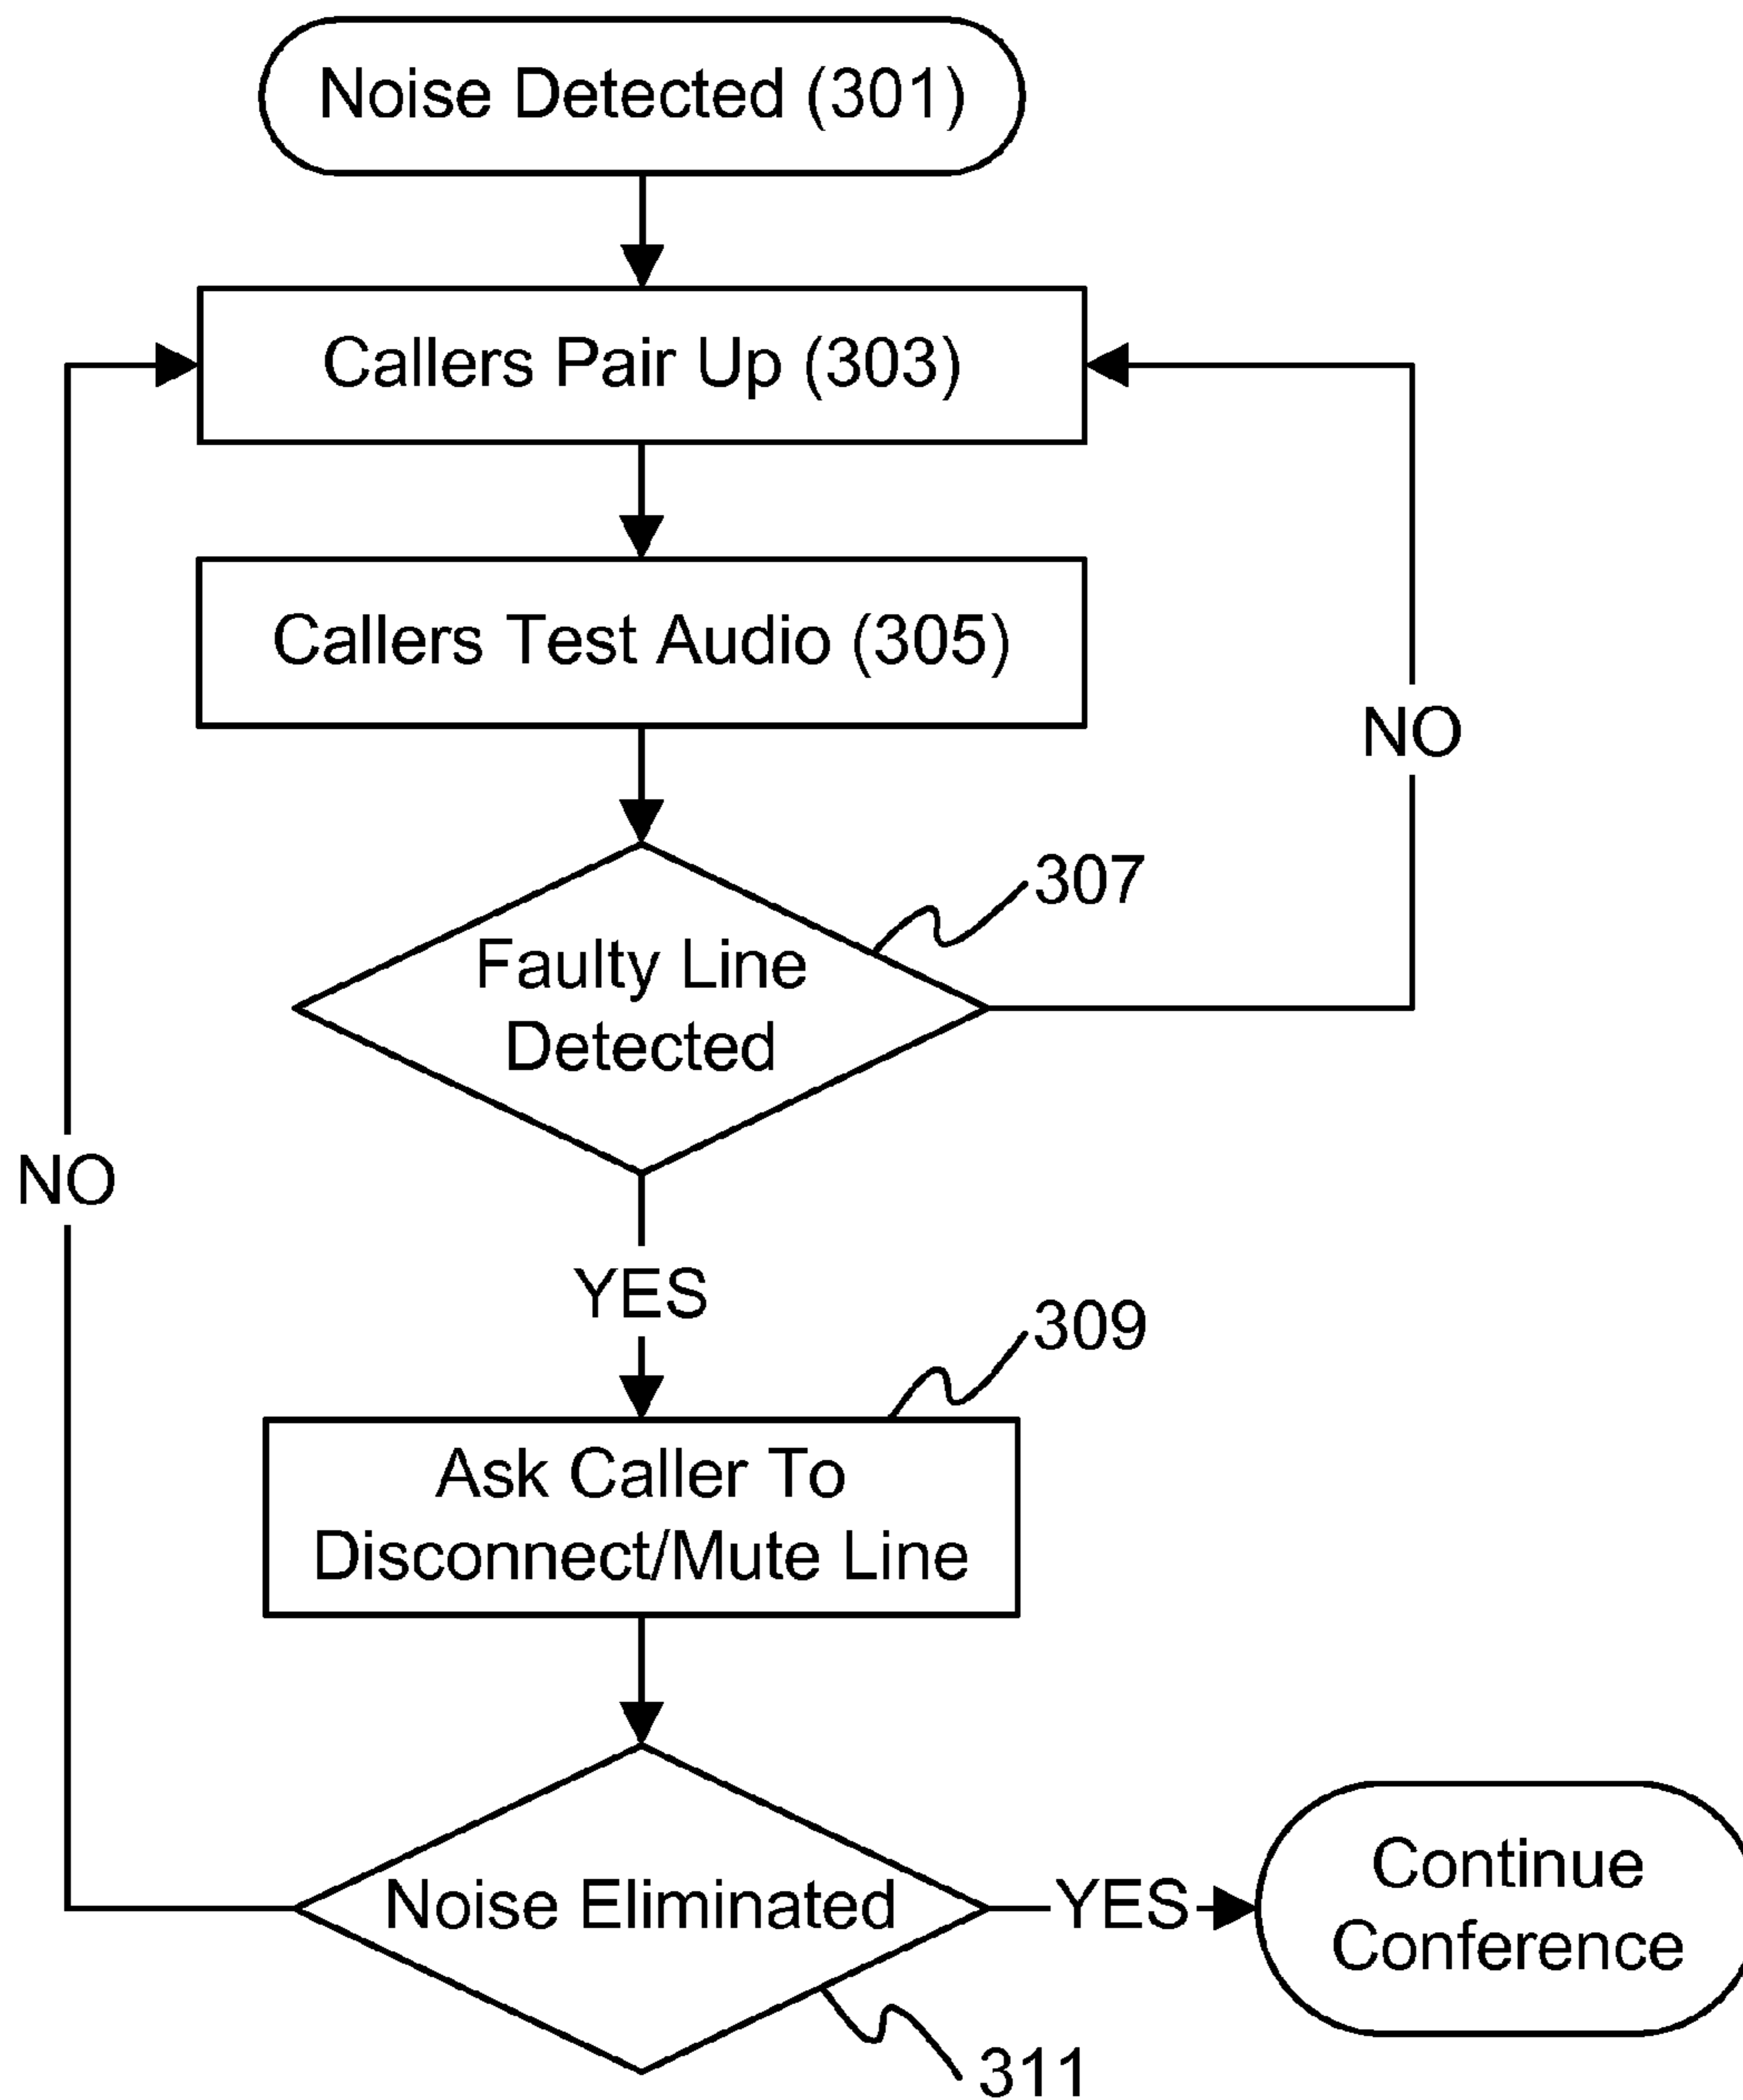 Noise Detected (301)
Callers Pair Up (303)
Callers Test Audio (305)
NO
307
Faulty Line
Detected
NO
YES
309
Ask Caller To
Disconnect/Mute Line
Noise Eliminated
YES
Continue
Conference
311